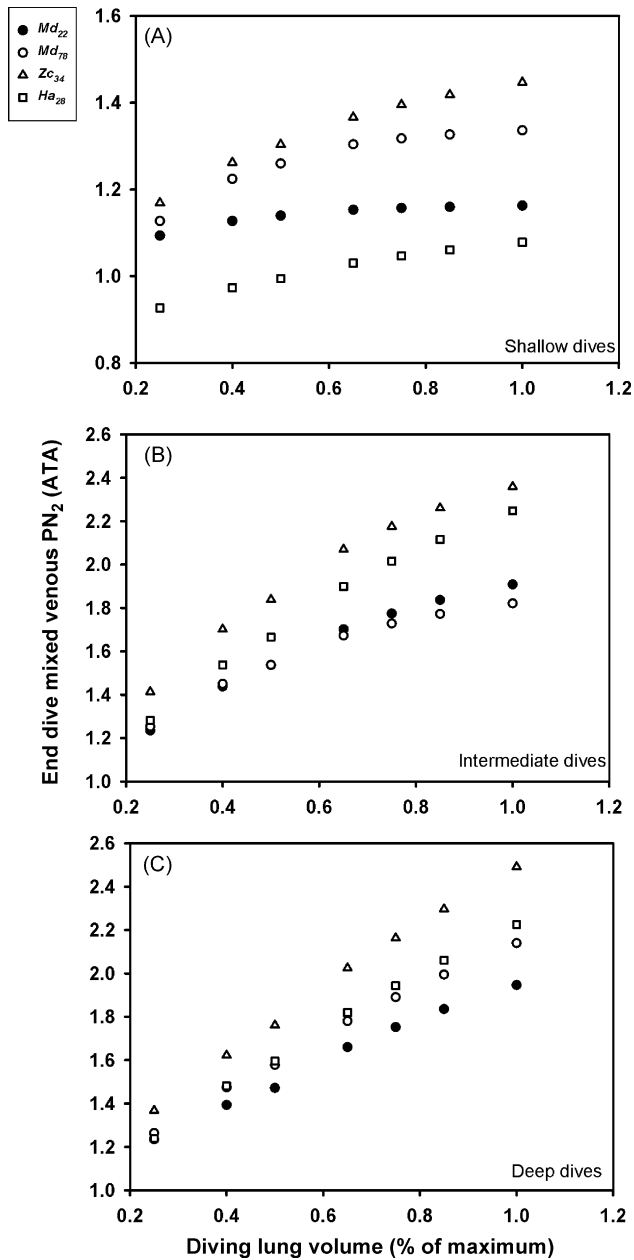 Md22
Md78
Zc34
Ha28
(A)
1.6
1.4
1.2
1.0
0.8
Shallow dives
0.2 0.4 0.6 0.8 1.0 1.2
End dive mixed venous PN2 (ATA)
(B)
2.6
2.4
2.2
2.0
1.8
1.6
1.4
1.2
1.0
Intermediate dives
0.2 0.4 0.6 0.8 1.0 1.2
(C)
2.6
2.4
2.2
2.0
1.8
1.6
1.4
1.2
1.0
Deep dives
0.2 0.4 0.6 0.8 1.0 1.2
Diving lung volume (% of maximum)